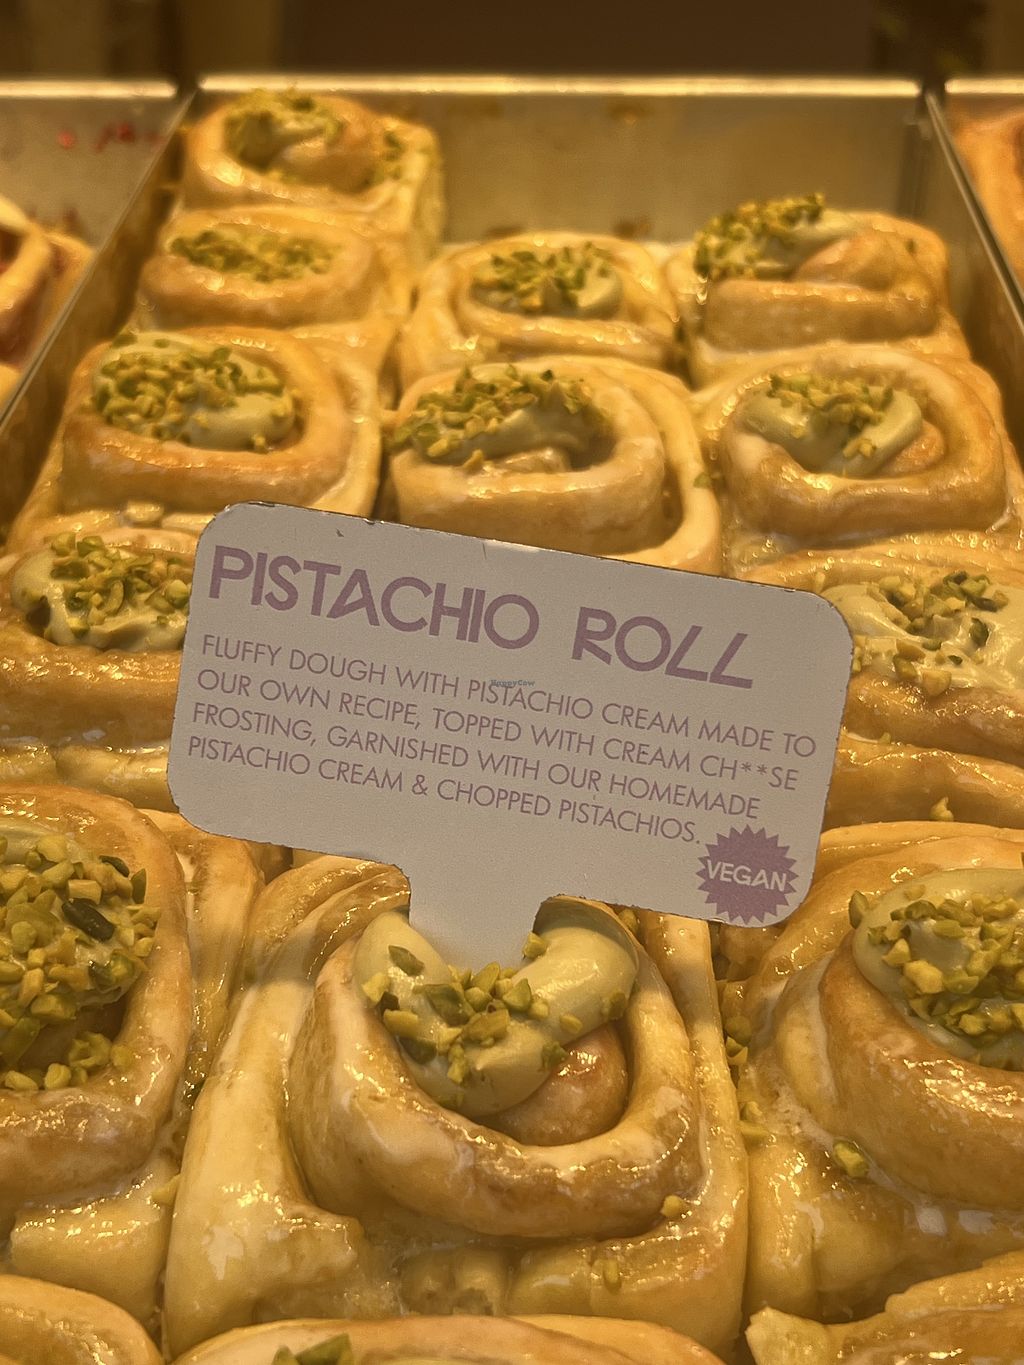 PISTACHIO ROLL
FLUFFY DOUGH WITH PISTACHIO CREAM MADE TO
OUR OWN RECIPE, TOPPED WITH CREAM CH**SE
FROSTING, GARNISHED WITH OUR HOMEMADE
PISTACHIO CREAM & CHOPPED PISTACHIOS.
VEGAN
HappyCow